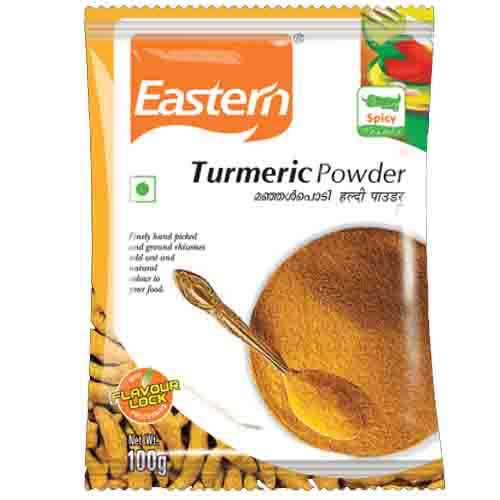 Eastern
®
Spicy
Turmeric Powder
മഞ്ഞൾപൊടി हल्दी पाउडर
Finely hand picked
and ground rhizomes
add zest and
natural
colour to
your food.
FLAVOUR
LOCK
Net Wt.
100g